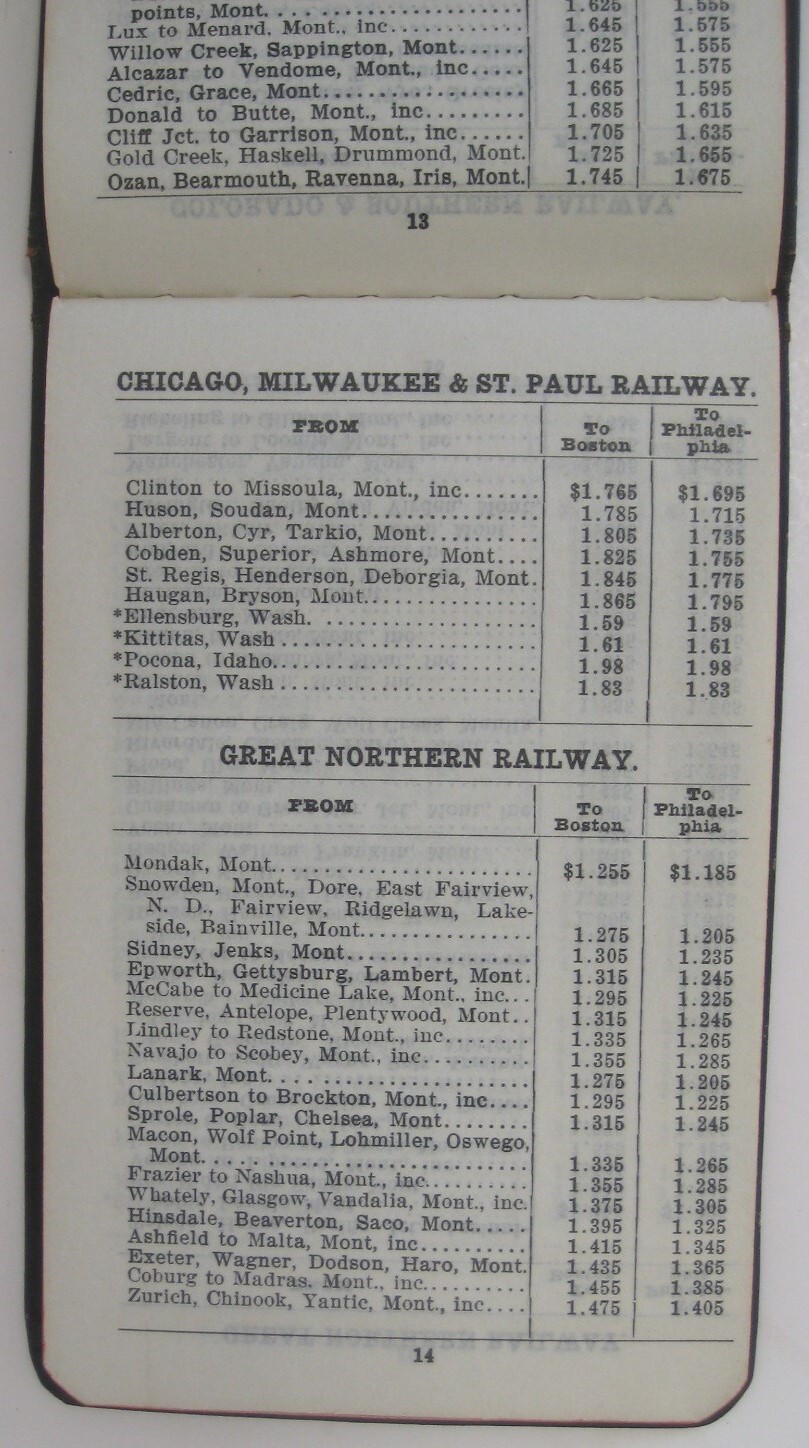 points, Mont. 1.625 1.555
Lux to Menard, Mont., inc. 1.645 1.575
Willow Creek, Sappington, Mont. 1.625 1.555
Alcazar to Vendome, Mont., inc. 1.645 1.575
Cedric, Grace, Mont. 1.665 1.595
Donald to Butte, Mont., inc. 1.685 1.615
Cliff Jct. to Garrison, Mont., inc. 1.705 1.635
Gold Creek, Haskell, Drummond, Mont. 1.725 1.655
Ozan, Bearmouth, Ravenna, Iris, Mont. 1.745 1.675
13
CHICAGO, MILWAUKEE & ST. PAUL RAILWAY.
FROM To Boston To Philadel-phia
Clinton to Missoula, Mont., inc. $1.765 $1.695
Huson, Soudan, Mont. 1.785 1.715
Alberton, Cyr, Tarkio, Mont. 1.805 1.735
Cobden, Superior, Ashmore, Mont. 1.825 1.755
St. Regis, Henderson, Deborgia, Mont. 1.845 1.775
Haugan, Bryson, Mont. 1.865 1.795
*Ellensburg, Wash. 1.59 1.59
*Kittitas, Wash 1.61 1.61
*Pocona, Idaho. 1.98 1.98
*Ralston, Wash 1.83 1.83
GREAT NORTHERN RAILWAY.
FROM To Boston To Philadel-phia
Mondak, Mont. $1.255 $1.185
Snowden, Mont., Dore, East Fairview,
N. D., Fairview, Ridgelawn, Lake-
side, Bainville, Mont. 1.275 1.205
Sidney, Jenks, Mont. 1.305 1.235
Epworth, Gettysburg, Lambert, Mont. 1.315 1.245
McCabe to Medicine Lake, Mont., inc. 1.295 1.225
Reserve, Antelope, Plentywood, Mont. 1.315 1.245
Lindley to Redstone, Mont., inc. 1.335 1.265
Navajo to Scobey, Mont., inc. 1.355 1.285
Lanark, Mont. 1.275 1.205
Culbertson to Brockton, Mont., inc. 1.295 1.225
Sprole, Poplar, Chelsea, Mont. 1.315 1.245
Macon, Wolf Point, Lohmiller, Oswego,
Mont. 1.335 1.265
Frazier to Nashua, Mont., inc. 1.355 1.285
Whately, Glasgow, Vandalia, Mont., inc. 1.375 1.305
Hinsdale, Beaverton, Saco, Mont. 1.395 1.325
Ashfield to Malta, Mont, inc. 1.415 1.345
Exeter, Wagner, Dodson, Haro, Mont. 1.435 1.365
Coburg to Madras, Mont., inc. 1.455 1.385
Zurich, Chinook, Yantic, Mont., inc. 1.475 1.405
14